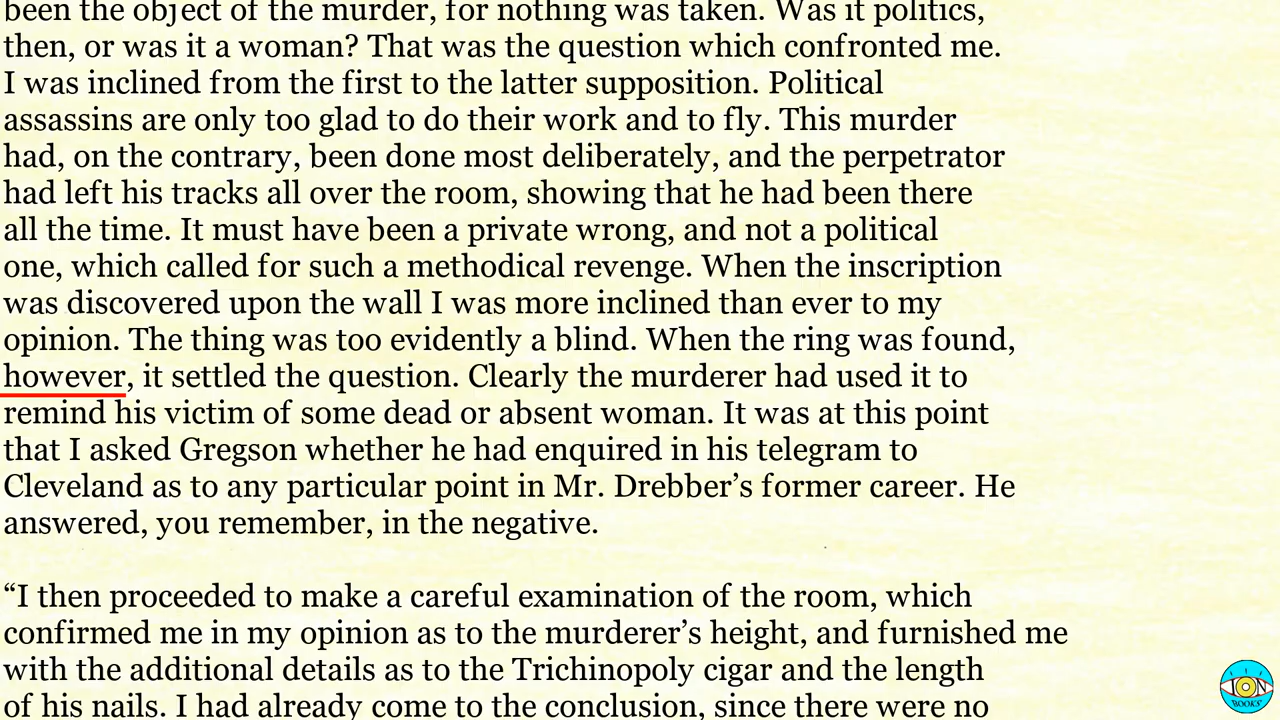 been the object of the murder, for nothing was taken. Was it politics,
then, or was it a woman? That was the question which confronted me.
I was inclined from the first to the latter supposition. Political
assassins are only too glad to do their work and to fly. This murder
had, on the contrary, been done most deliberately, and the perpetrator
had left his tracks all over the room, showing that he had been there
all the time. It must have been a private wrong, and not a political
one, which called for such a methodical revenge. When the inscription
was discovered upon the wall I was more inclined than ever to my
opinion. The thing was too evidently a blind. When the ring was found,
however, it settled the question. Clearly the murderer had used it to
remind his victim of some dead or absent woman. It was at this point
that I asked Gregson whether he had enquired in his telegram to
Cleveland as to any particular point in Mr. Drebber’s former career. He
answered, you remember, in the negative.
“I then proceeded to make a careful examination of the room, which
confirmed me in my opinion as to the murderer’s height, and furnished me
with the additional details as to the Trichinopoly cigar and the length
of his nails. I had already come to the conclusion, since there were no
ION
BOOKS